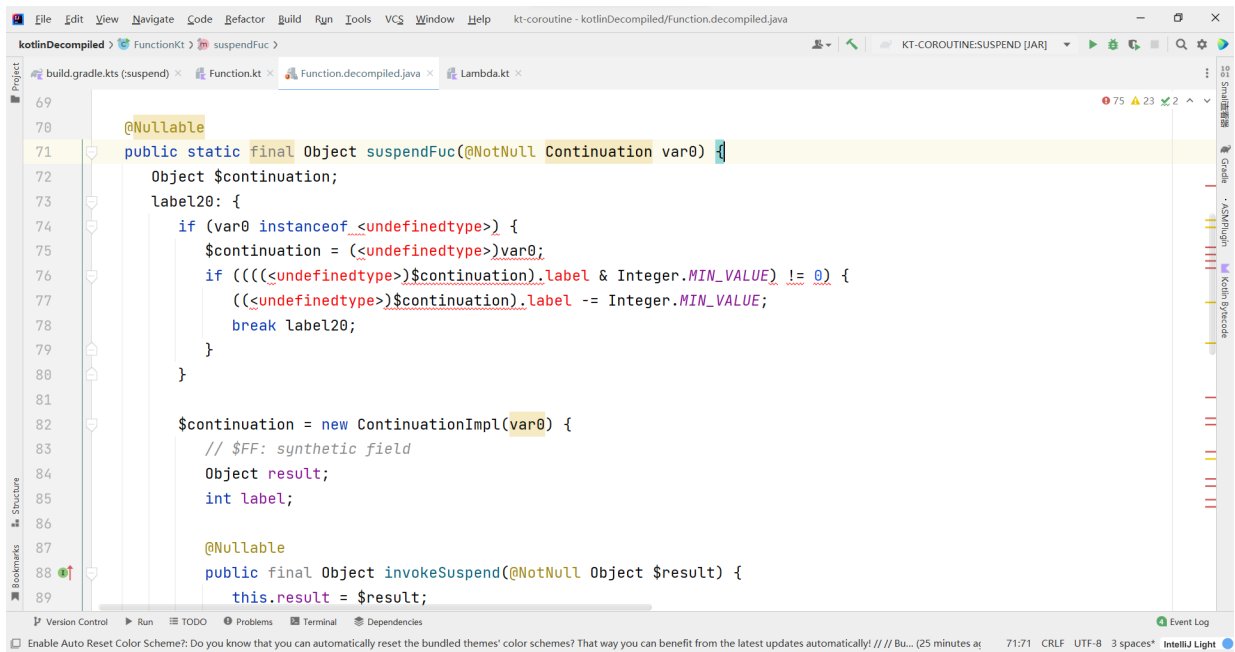 File Edit View Navigate Code Refactor Build Run Tools VCS Window Help kt-coroutine - kotlinDecompiled/Function.decompiled.java
kotlinDecompiled FunctionKt suspendFuc KT-COROUTINE:SUSPEND [JAR]
build.gradle.kts (:suspend) Function.kt Function.decompiled.java Lambda.kt
75 23 2
69
70 @Nullable
71 public static final Object suspendFuc(@NotNull Continuation var0) {
72 Object $continuation;
73 label20: {
74 if (var0 instanceof <undefinedtype>) {
75 $continuation = (<undefinedtype>)var0;
76 if ((((<undefinedtype>)$continuation).label & Integer.MIN_VALUE) != 0) {
77 ((<undefinedtype>)$continuation).label -= Integer.MIN_VALUE;
78 break label20;
79 }
80 }
81
82 $continuation = new ContinuationImpl(var0) {
83 // $FF: synthetic field
84 Object result;
85 int label;
86
87 @Nullable
88 public final Object invokeSuspend(@NotNull Object $result) {
89 this.result = $result;
Project
Structure
Bookmarks
Gradle
ASMPlugin
Kotlin Bytecode
Version Control Run TODO Problems Terminal Dependencies 4 Event Log
Enable Auto Reset Color Scheme?: Do you know that you can automatically reset the bundled themes' color schemes? That way you can benefit from the latest updates automatically! // // Bu... (25 minutes 71:71 CRLF UTF-8 3 spaces* IntelliJ Light